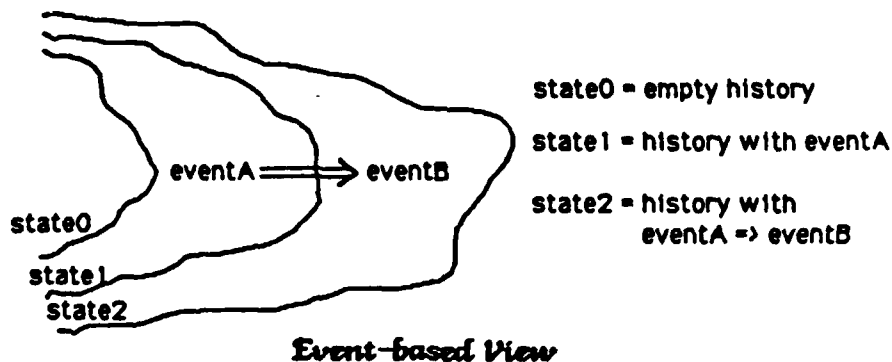 state0 = empty history
state1 = history with eventA
eventA => eventB
state0
state2 = history with
eventA => eventB
state1
state2
Event-based View